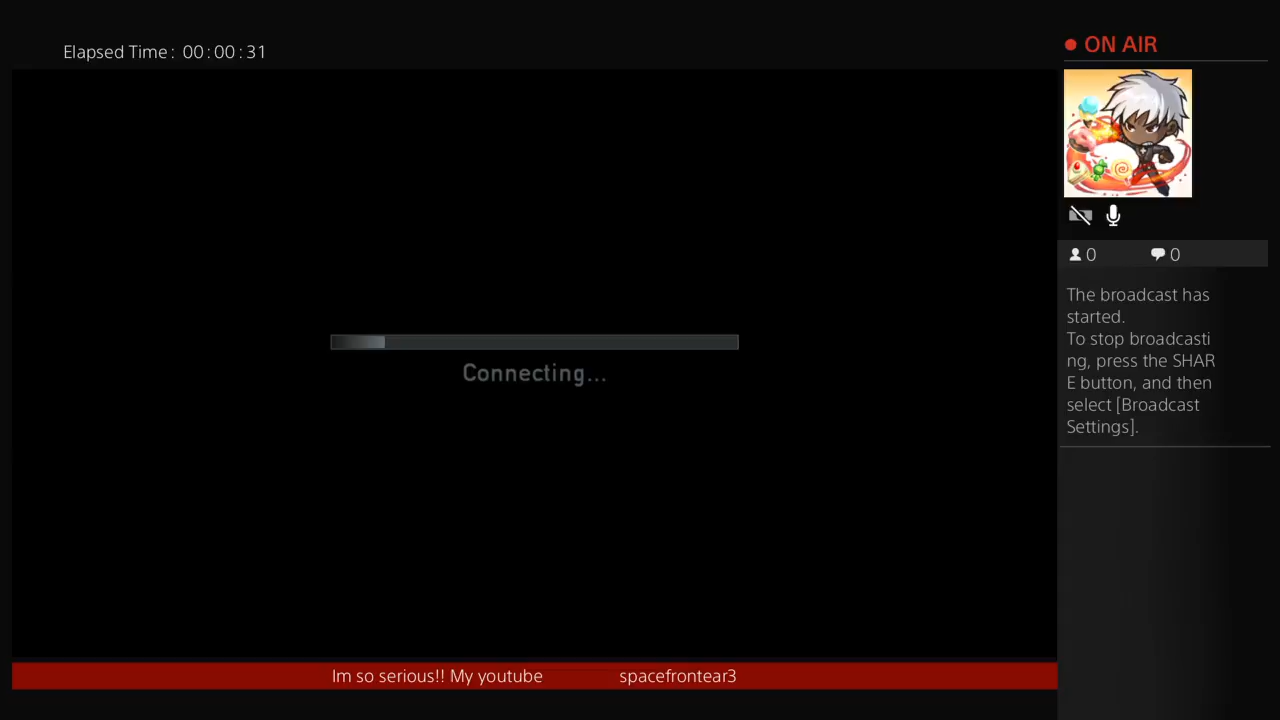 Elapsed Time: 00:00:31
ON AIR
0 0
The broadcast has
started.
To stop broadcasti
ng, press the SHAR
E button, and then
select [Broadcast
Settings].
Connecting...
Im so serious!! My youtube spacefrontear3